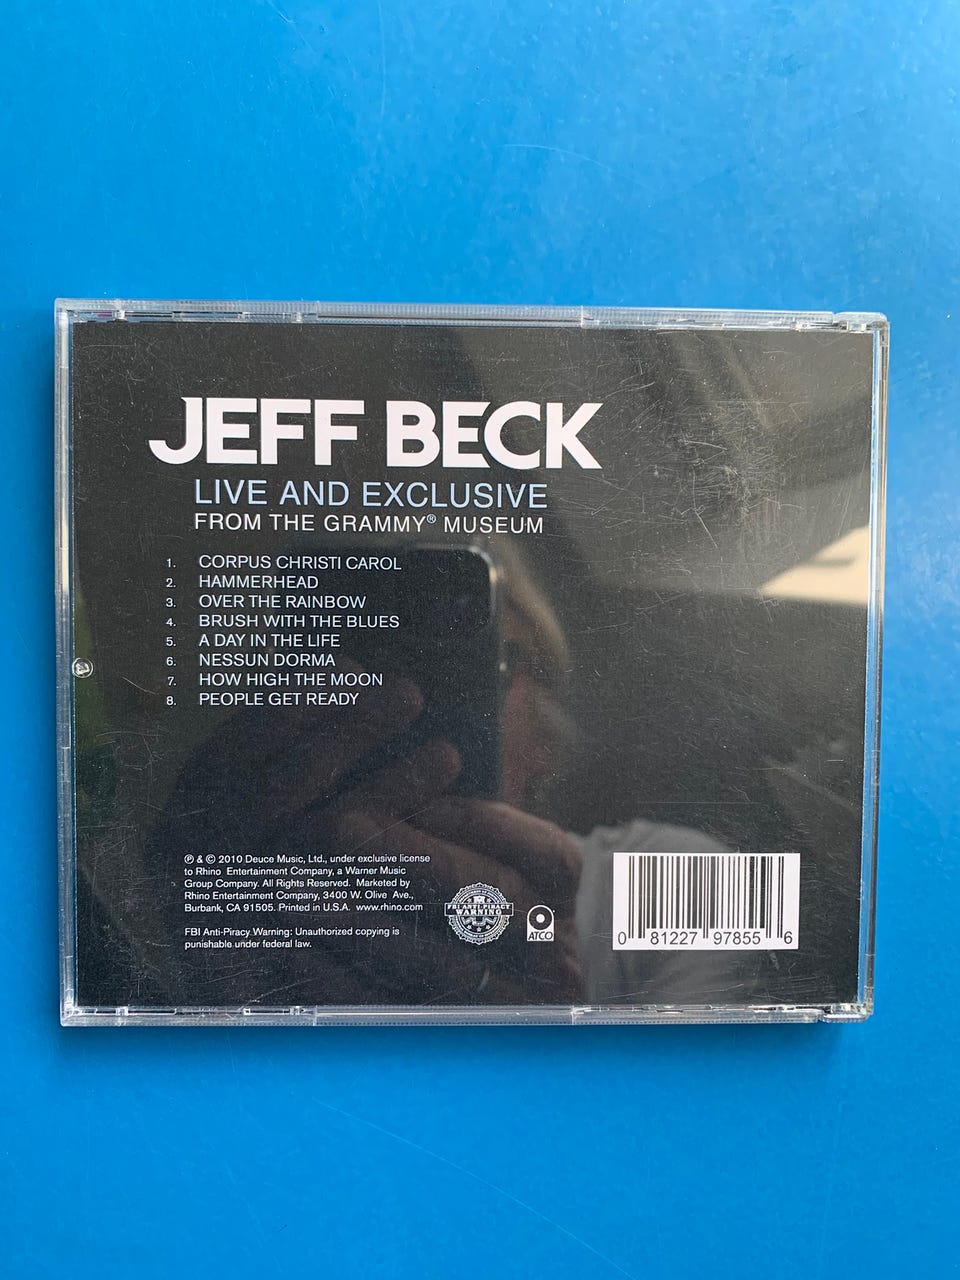 JEFF BECK
LIVE AND EXCLUSIVE
FROM THE GRAMMY® MUSEUM
1. CORPUS CHRISTI CAROL
2. HAMMERHEAD
3. OVER THE RAINBOW
4. BRUSH WITH THE BLUES
5. A DAY IN THE LIFE
6. NESSUN DORMA
7. HOW HIGH THE MOON
8. PEOPLE GET READY
℗ & © 2010 Deuce Music, Ltd., under exclusive license
to Rhino Entertainment Company, a Warner Music
Group Company. All Rights Reserved. Marketed by
Rhino Entertainment Company, 3400 W. Olive Ave.,
Burbank, CA 91505. Printed in U.S.A. www.rhino.com
FBI Anti-Piracy Warning: Unauthorized copying is
punishable under federal law.
FBI ANTI-PIRACY
WARNING
ATCO
0 81227 97855 6